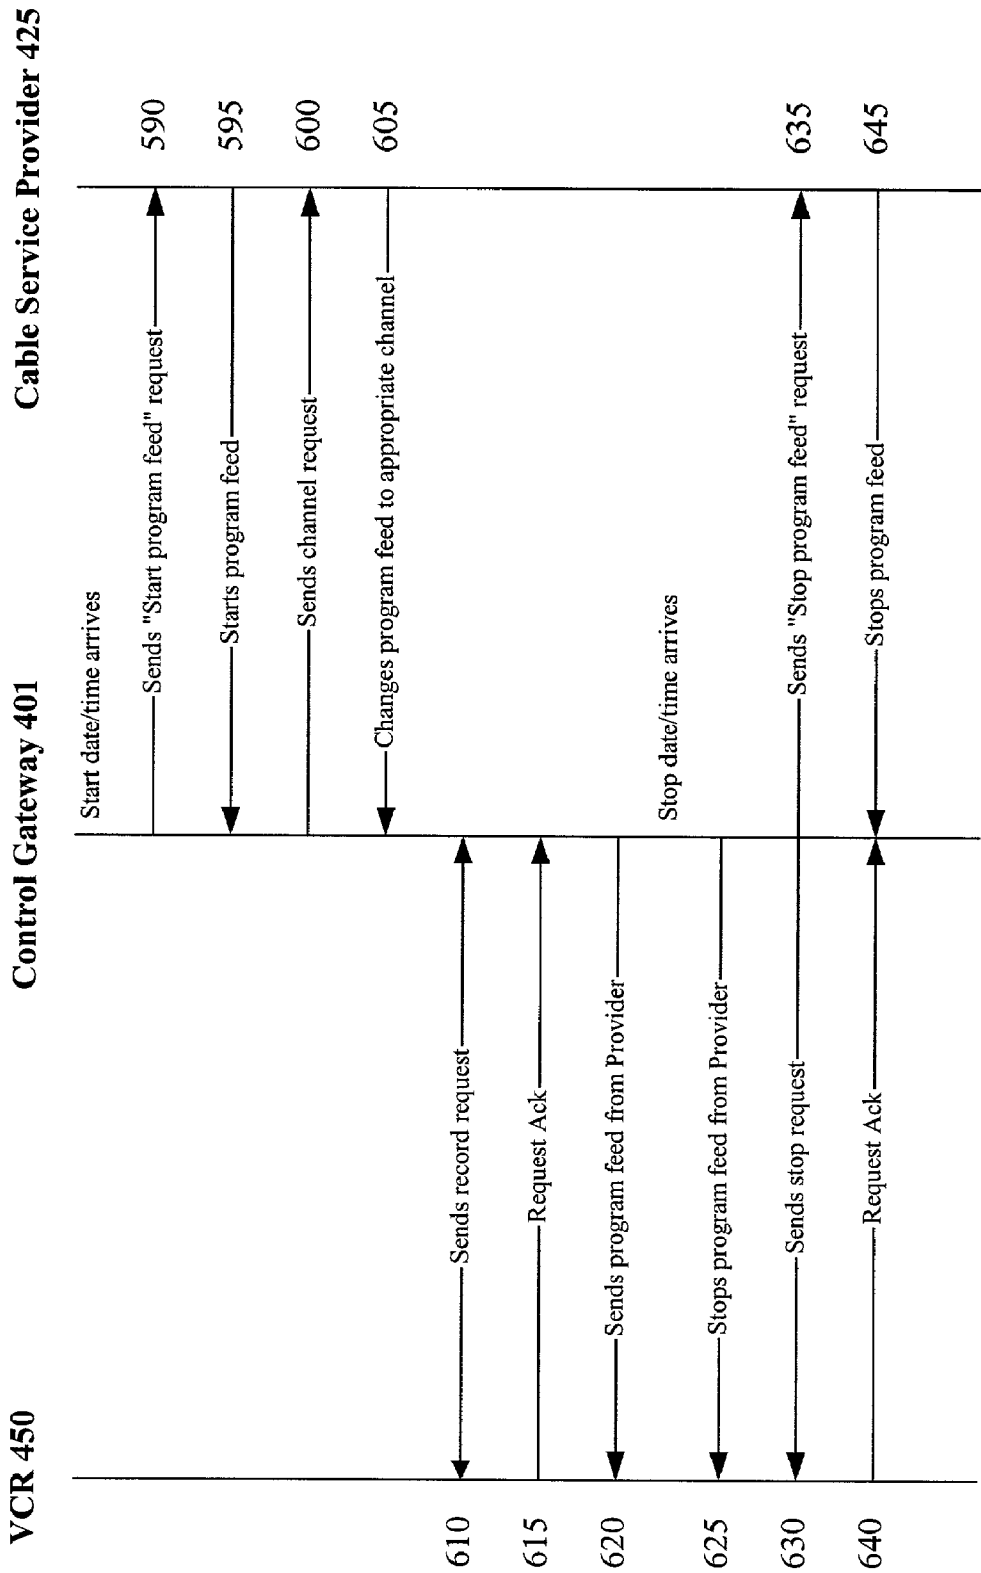 VCR 450
Control Gateway 401
Cable Service Provider 425
Start date/time arrives
Sends "Start program feed" request
590
Starts program feed
595
Sends channel request
600
Changes program feed to appropriate channel
605
610
Sends record request
615
Request Ack
620
Sends program feed from Provider
Stop date/time arrives
625
Stops program feed from Provider
630
Sends stop request
Sends "Stop program feed" request
635
640
Request Ack
Stops program feed
645